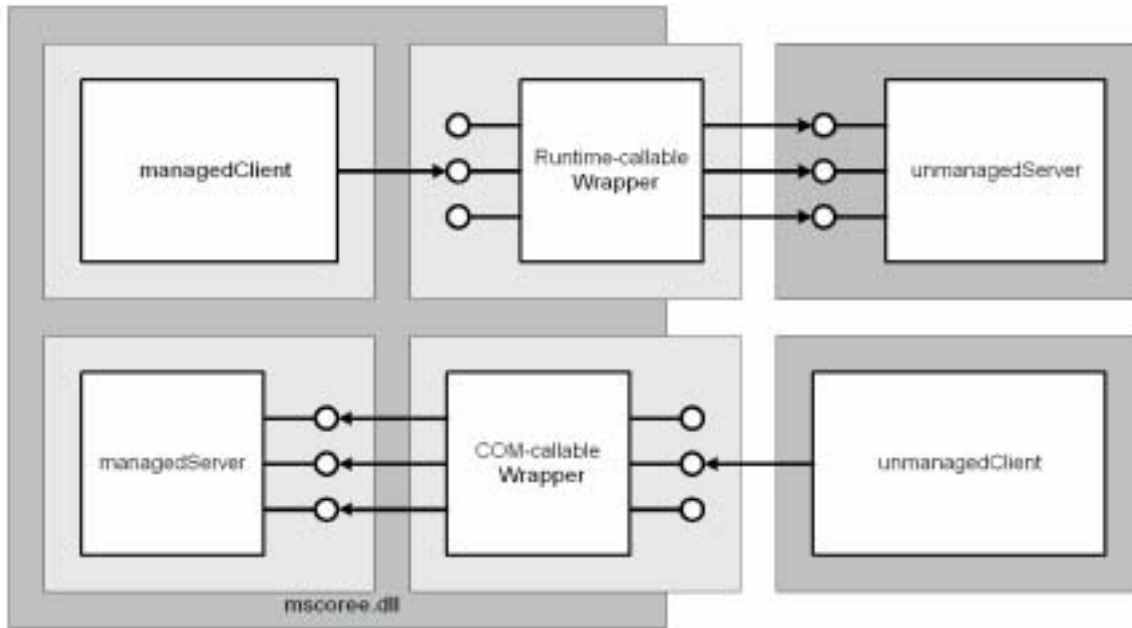 managedClient
Runtime-callable
Wrapper
unmanagedServer
managedServer
COM-callable
Wrapper
unmanagedClient
mscoree.dll